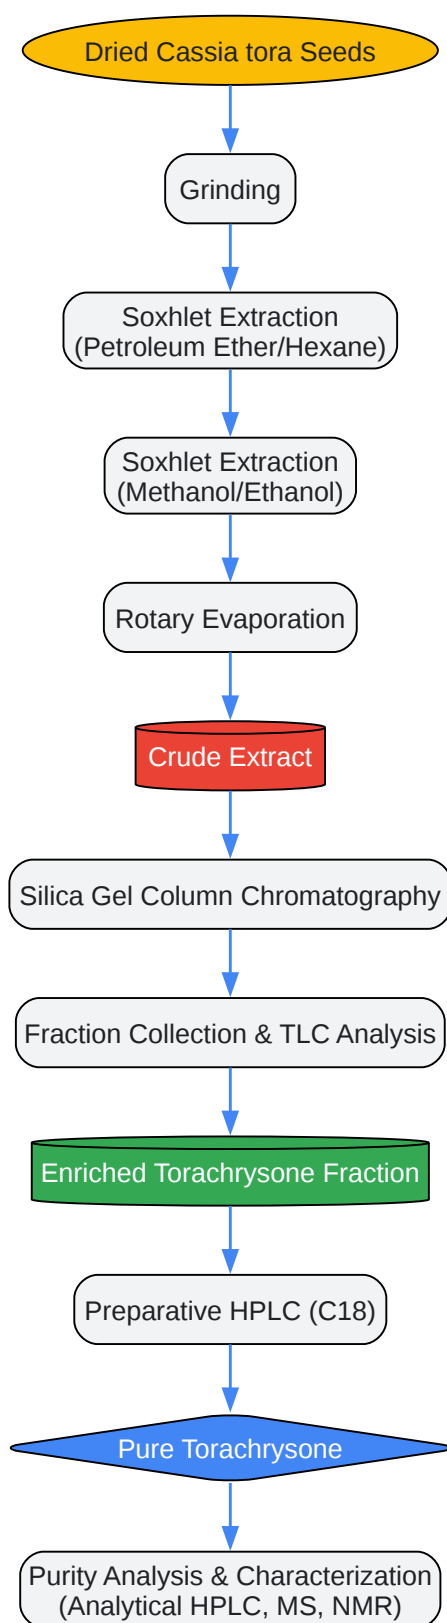 Dried Cassia tora Seeds
Grinding
Soxhlet Extraction
(Petroleum Ether/Hexane)
Soxhlet Extraction
(Methanol/Ethanol)
Rotary Evaporation
Crude Extract
Silica Gel Column Chromatography
Fraction Collection & TLC Analysis
Enriched Torachrysone Fraction
Preparative HPLC (C18)
Pure Torachrysone
Purity Analysis & Characterization
(Analytical HPLC, MS, NMR)